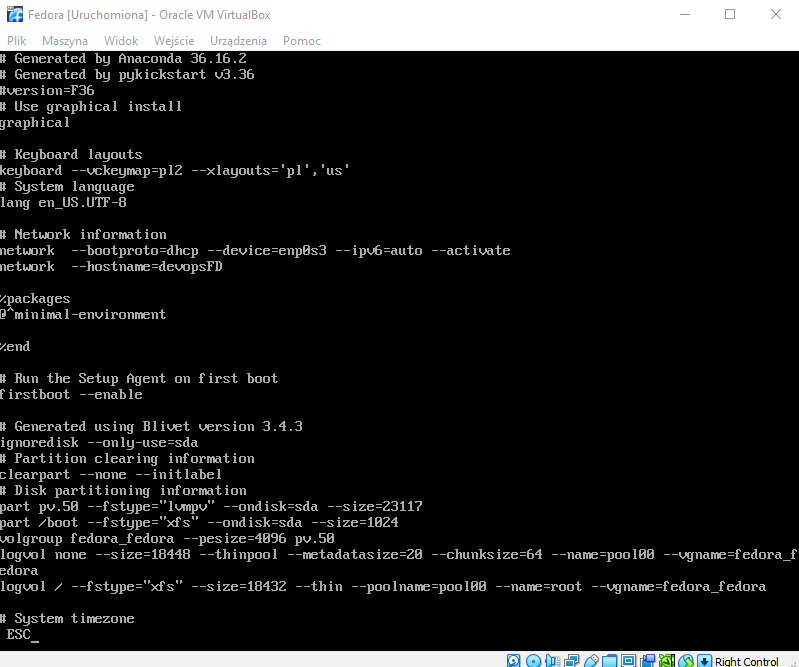 Fedora [Uruchomiona] - Oracle VM VirtualBox
Plik Maszyna Widok Wejście Urządzenia Pomoc
# Generated by Anaconda 36.16.2
# Generated by pykickstart v3.36
#version=F36
# Use graphical install
graphical

# Keyboard layouts
keyboard --vckeymap=pl2 --xlayouts='pl','us'
# System language
lang en_US.UTF-8

# Network information
network  --bootproto=dhcp --device=enp0s3 --ipv6=auto --activate
network  --hostname=devopsFD

%packages
@^minimal-environment

%end

# Run the Setup Agent on first boot
firstboot --enable

# Generated using Blivet version 3.4.3
ignoredisk --only-use=sda
# Partition clearing information
clearpart --none --initlabel
# Disk partitioning information
part pv.50 --fstype="lvmpv" --ondisk=sda --size=23117
part /boot --fstype="xfs" --ondisk=sda --size=1024
volgroup fedora_fedora --pesize=4096 pv.50
logvol none --size=18448 --thinpool --metadatasize=20 --chunksize=64 --name=pool00 --vgname=fedora_f
edora
logvol / --fstype="xfs" --size=18432 --thin --poolname=pool00 --name=root --vgname=fedora_fedora

# System timezone
ESC_
Right Control